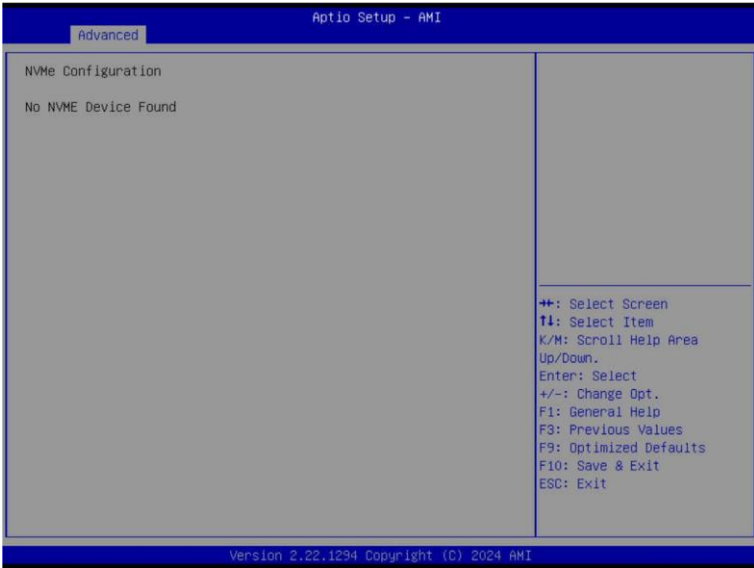 Aptio Setup – AMI
Advanced
NVMe Configuration
No NVME Device Found
→←: Select Screen
↑↓: Select Item
K/M: Scroll Help Area
Up/Down.
Enter: Select
+/-: Change Opt.
F1: General Help
F3: Previous Values
F9: Optimized Defaults
F10: Save & Exit
ESC: Exit
Version 2.22.1294 Copyright (C) 2024 AMI